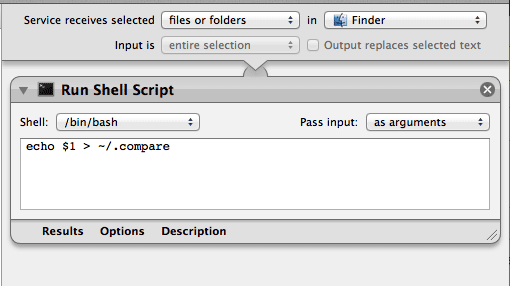 Service receives selected files or folders in Finder
Input is entire selection Output replaces selected text
Run Shell Script
Shell: /bin/bash Pass input: as arguments
echo $1 > ~/.compare
Results Options Description